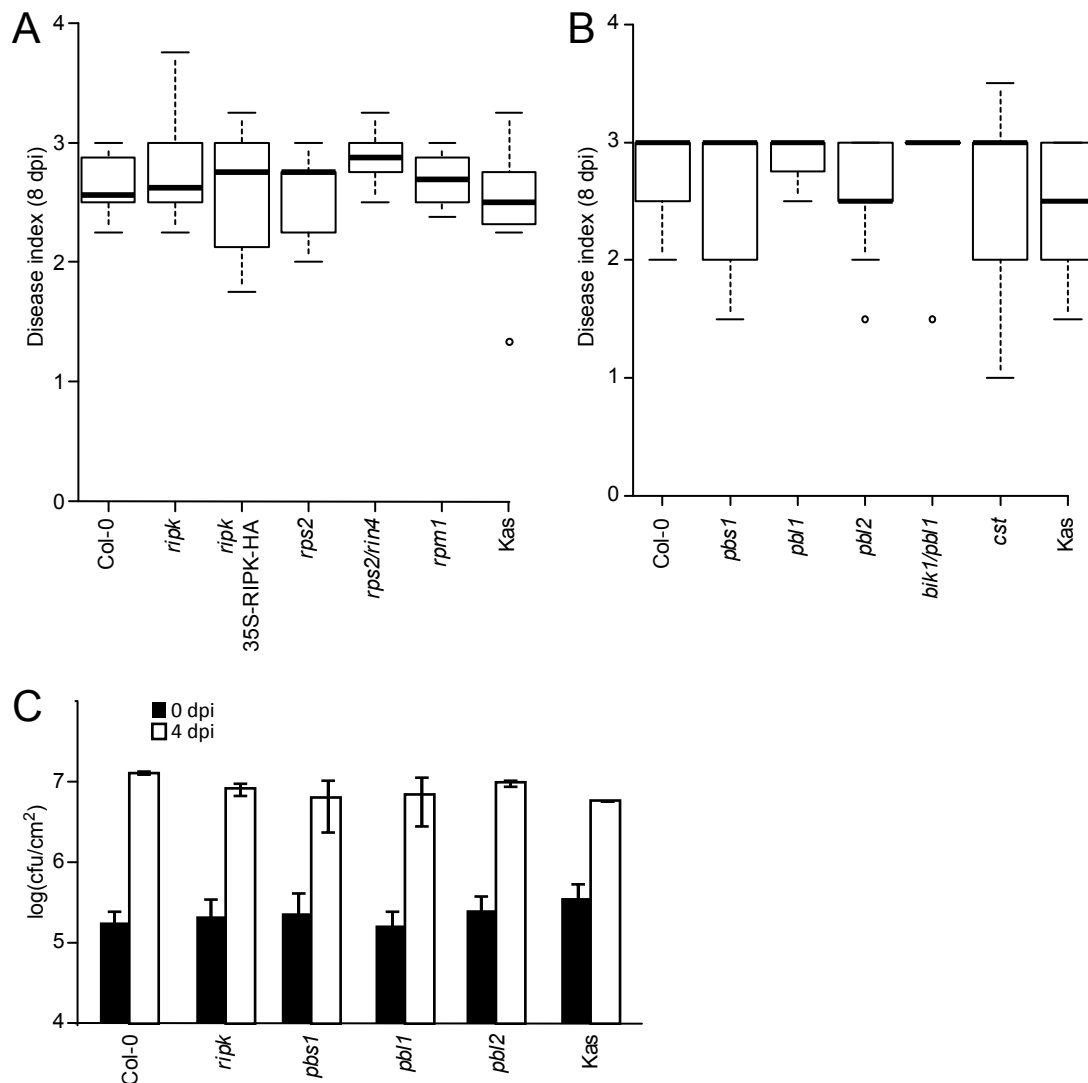 A
Disease index (8 dpi)
4
3
2
1
0
Col-0
ripk
ripk
35S-RIPK-HA
rps2
rps2/rin4
rpm1
Kas
B
Disease index (8 dpi)
4
3
2
1
0
Col-0
pbs1
pbl1
pbl2
bik1/pbl1
cst
Kas
C
0 dpi
4 dpi
log(cfu/cm2)
7
6
5
4
Col-0
ripk
pbs1
pbl1
pbl2
Kas